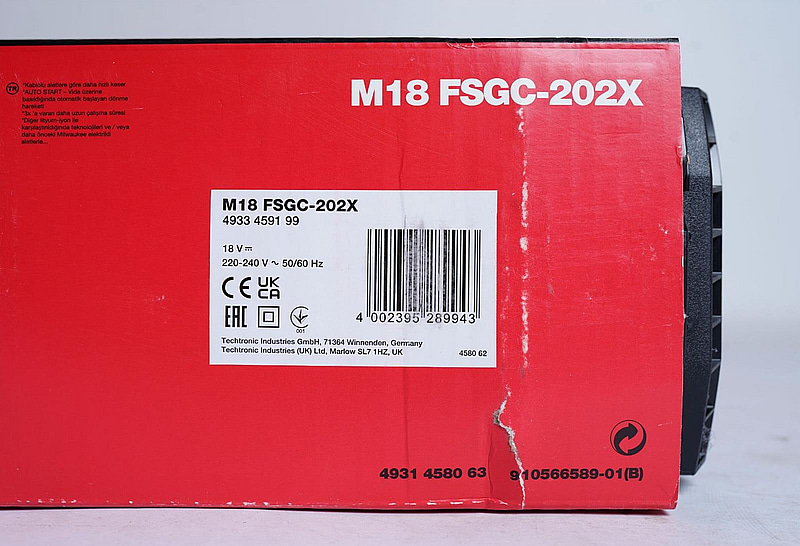 M18 FSGC-202X
TR
*Kablolu aletlere göre daha hızlı keser
*AUTO START – Vida üzerine
basıldığında otomatik başlayan dönme
hareketi
*3x 'a varan daha uzun çalışma süresi
*Diğer lityum-iyon ile
karşılaştırıldığında teknolojileri ve / veya
daha önceki Milwaukee elektrikli
aletlerle...
M18 FSGC-202X
4933 4591 99
18 V
220-240 V ~ 50/60 Hz
CE UK CA
EAC
001
4 002395 289943
Techtronic Industries GmbH, 71364 Winnenden, Germany
Techtronic Industries (UK) Ltd, Marlow SL7 1HZ, UK
4580 62
4931 4580 63
910566589-01(B)